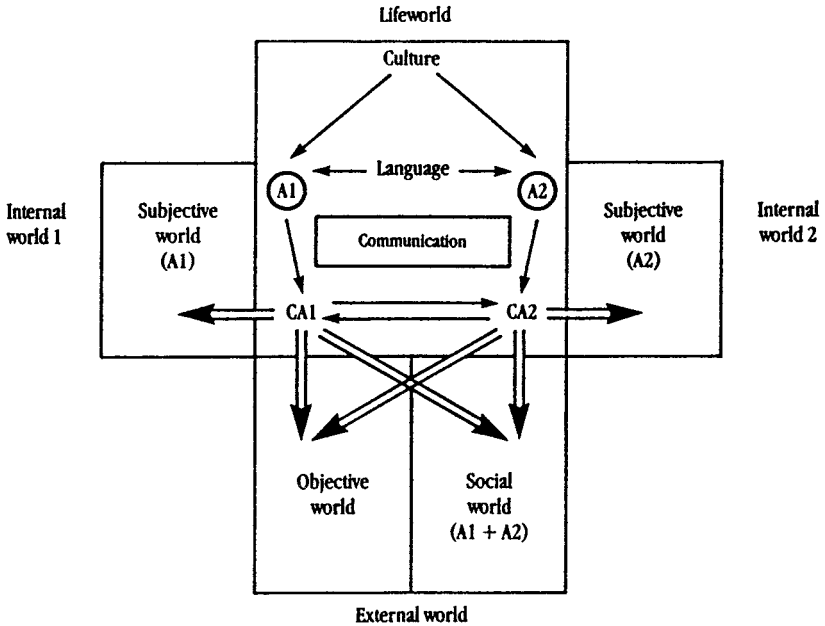 Lifeworld
Culture
Language
A1
A2
Internal
world 1
Subjective
world
(A1)
Communication
Subjective
world
(A2)
Internal
world 2
CA1
CA2
Objective
world
Social
world
(A1 + A2)
External world